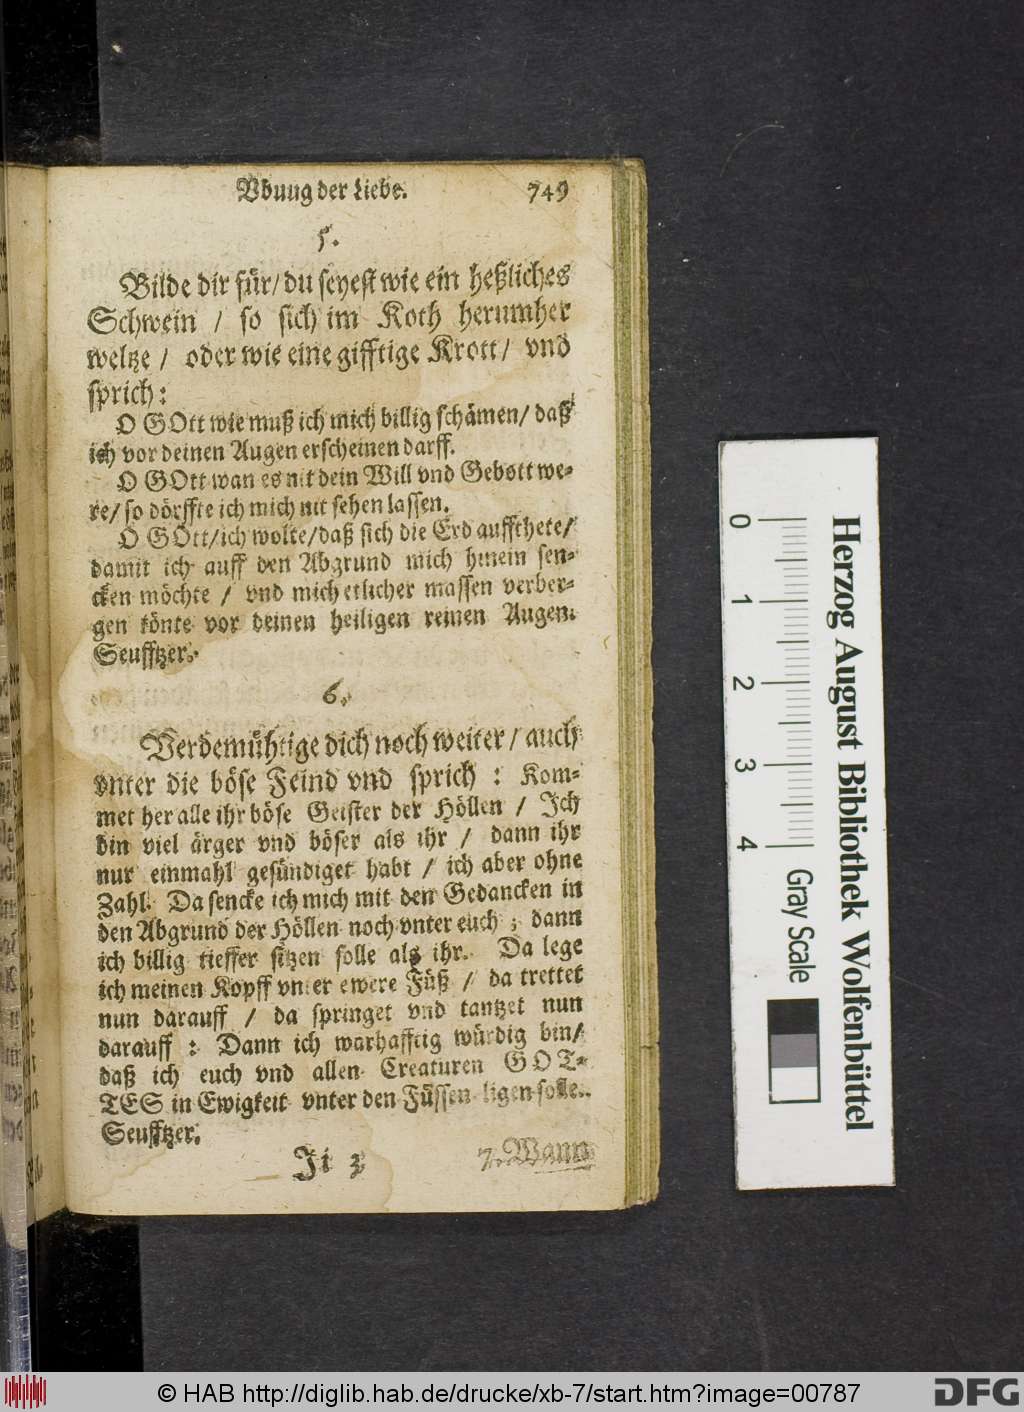 Vbung der Liebe. 749
5.
Bilde dir für/ du seyest wie ein heßliches
Schwein / so sich im Koth herumher
weltze / oder wie eine gifftige Krott/ vnd
sprich:
O GOtt wie muß ich mich billig schämen/ daß
ich vor deinen Augen erscheinen darff.
O GOtt wan es nit dein Will vnd Gebott we-
re/ so dörffte ich mich nit sehen lassen.
O GOtt/ich wolte/daß sich die Erd auffthete/
damit ich auff den Abgrund mich hinein sen-
cken möchte / vnd mich etlicher massen verber-
gen könte vor deinen heiligen reinen Augen.
Seufftzer.
6.
Verdemühtige dich noch weiter / auch
vnter die böse Feind vnd sprich : Kom-
met her alle ihr böse Geister der Höllen / Ich
bin viel ärger vnd böser als ihr / dann ihr
nur einmahl gesündiget habt / ich aber ohne
Zahl. Da sencke ich mich mit den Gedancken in
den Abgrund der Höllen noch vnter euch ; dann
ich billig tieffer sitzen solle als ihr. Da lege
ich meinen Kopff vnter ewere Füß / da trettet
nun darauff / da springet vnd tantzet nun
darauff : Dann ich warhafftig würdig bin/
daß ich euch vnd allen Creaturen GOT-
TES in Ewigkeit vnter den Füssen ligen solle.
Seufftzer.
Ji 3 7. Wann
0 1 2 3 4
Gray Scale
Herzog August Bibliothek Wolfenbüttel
© HAB http://diglib.hab.de/drucke/xb-7/start.htm?image=00787
DFG